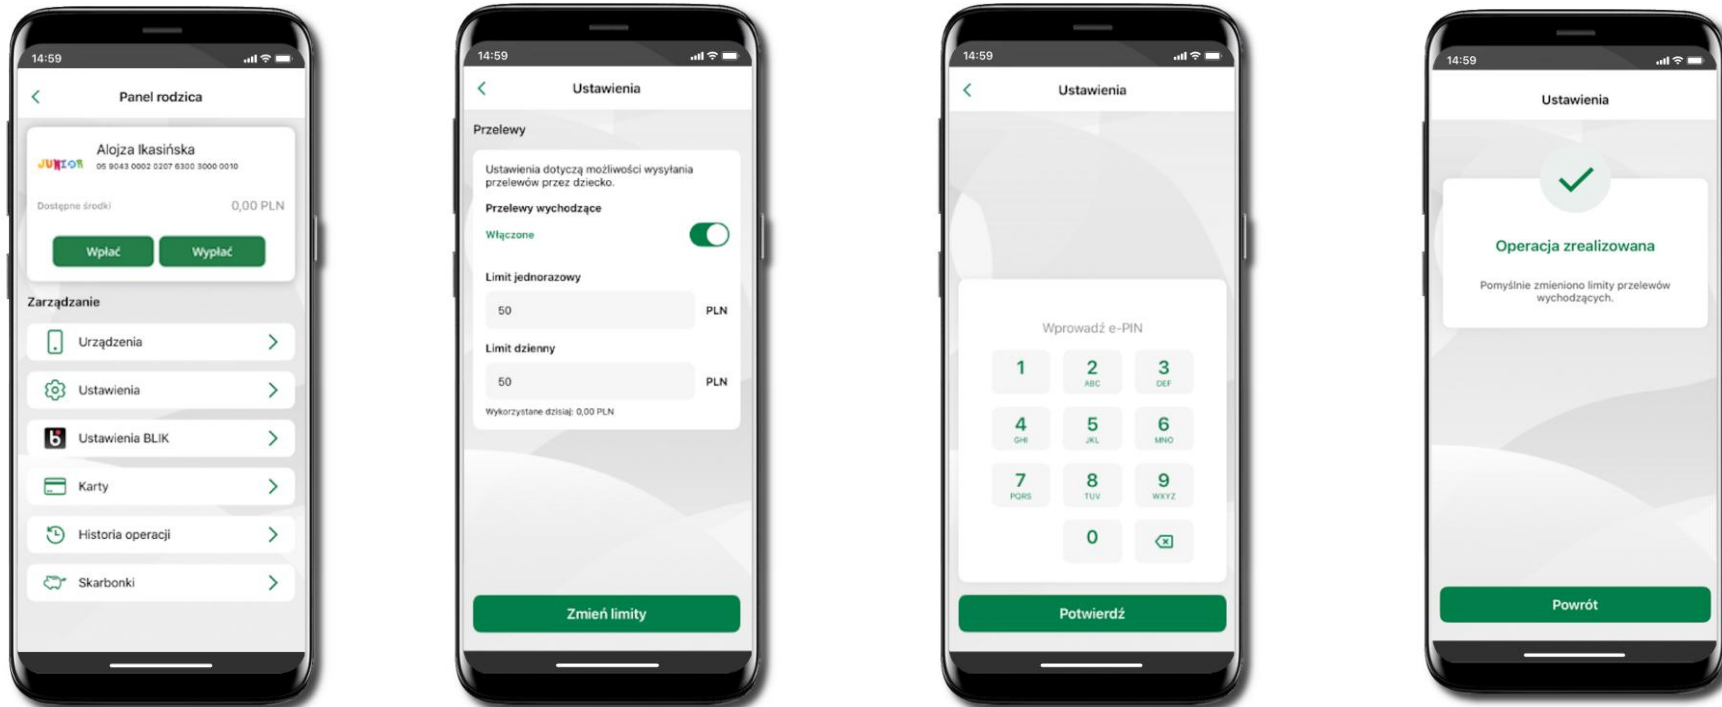 14:59
Panel rodzica
Alojza Ikasińska
JUNIOR
05 9043 0002 0207 6300 3000 0010
Dostępne środki
0,00 PLN
Wpłać
Wypłać
Zarządzanie
Urządzenia
Ustawienia
Ustawienia BLIK
Karty
Historia operacji
Skarbonki
14:59
Ustawienia
Przelewy
Ustawienia dotyczą możliwości wysyłania
przelewów przez dziecko.
Przelewy wychodzące
Włączone
Limit jednorazowy
50 PLN
Limit dzienny
50 PLN
Wykorzystane dzisiaj: 0,00 PLN
Zmień limity
14:59
Ustawienia
Wprowadź e-PIN
1 2 3
ABC DEF
4 5 6
GHI JKL MNO
7 8 9
PQRS TUV WXYZ
0
Potwierdź
14:59
Ustawienia
Operacja zrealizowana
Pomyślnie zmieniono limity przelewów
wychodzących.
Powrót